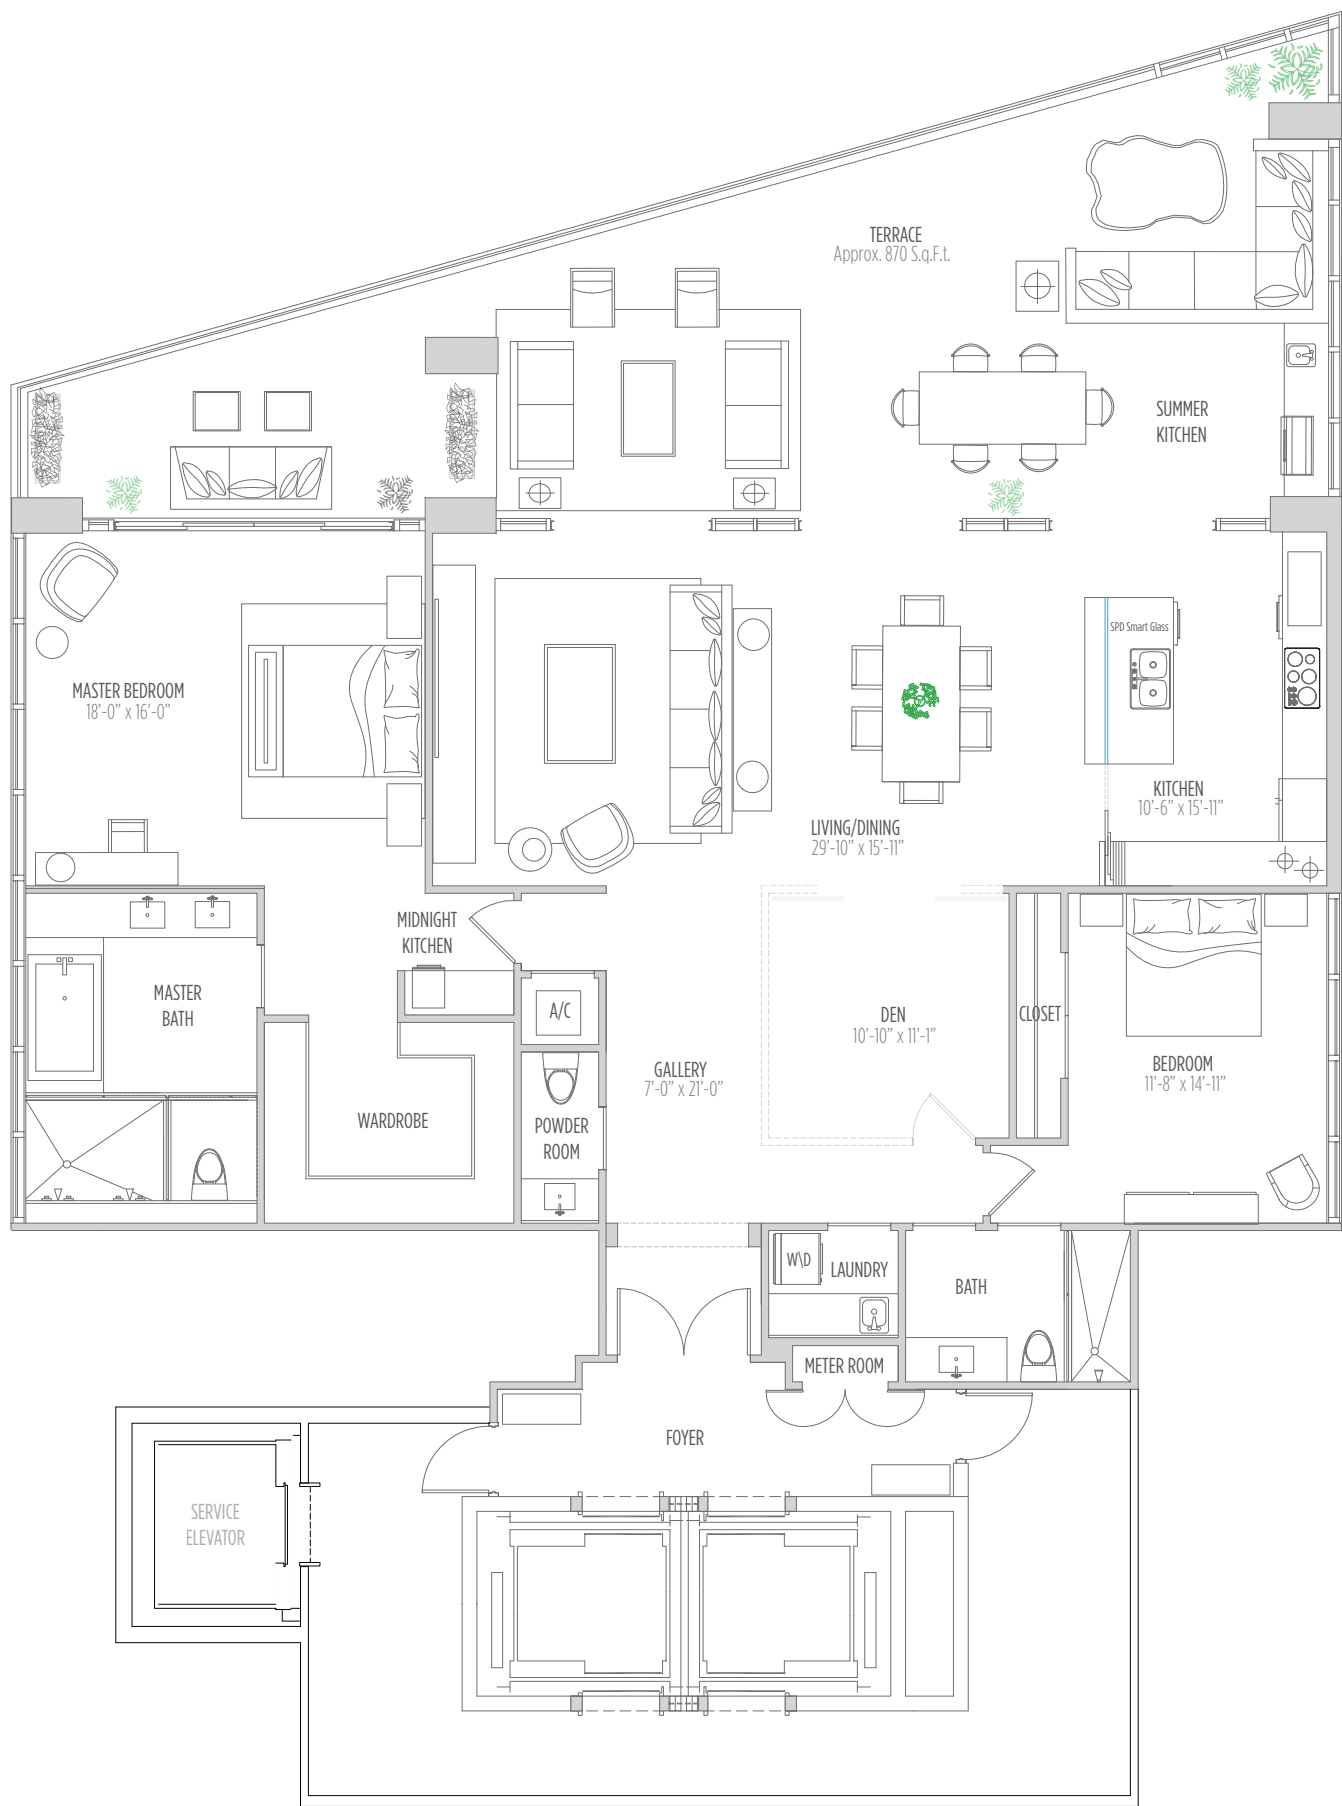 TERRACE
Approx. 870 S.q.F.t.
SUMMER
KITCHEN
SPD Smart Glass
MASTER BEDROOM
18'-0" x 16'-0"
KITCHEN
10'-6" x 15'-11"
LIVING/DINING
29'-10" x 15'-11"
MIDNIGHT
KITCHEN
MASTER
BATH
A/C
DEN
10'-10" x 11'-1"
CLOSET
BEDROOM
11'-8" x 14'-11"
GALLERY
7'-0" x 21'-0"
WARDROBE
POWDER
ROOM
W\D
LAUNDRY
BATH
METER ROOM
FOYER
SERVICE
ELEVATOR